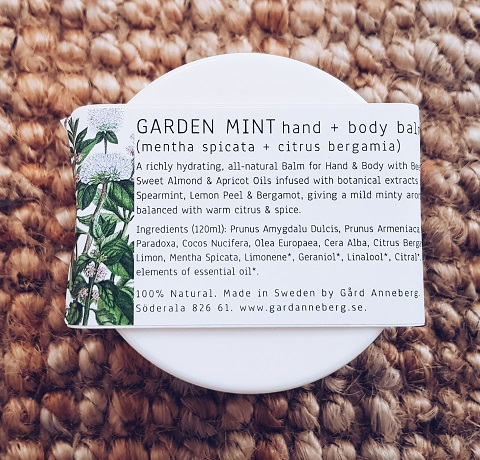 GARDEN MINT hand + body bal
(mentha spicata + citrus bergamia)
A richly hydrating, all-natural Balm for Hand & Body with Be
Sweet Almond & Apricot Oils infused with botanical extracts
Spearmint, Lemon Peel & Bergamot, giving a mild minty aro
balanced with warm citrus & spice.
Ingredients (120ml): Prunus Amygdalu Dulcis, Prunus Armeniaca
Paradoxa, Cocos Nucifera, Olea Europaea, Cera Alba, Citrus Berga
Limon, Mentha Spicata, Limonene*, Geraniol*, Linalool*, Citral*.
elements of essential oil*.
100% Natural. Made in Sweden by Gård Anneberg.
Söderala 826 61. www.gardanneberg.se.